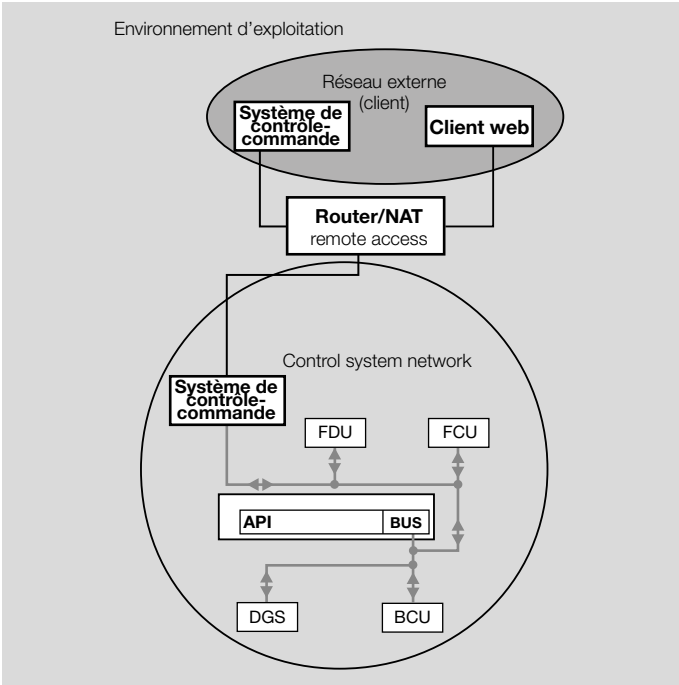 Environnement d'exploitation
Réseau externe
(client)
Système de
contrôle-
commande
Client web
Router/NAT
remote access
Control system network
Système de
contrôle-
commande
FDU
FCU
API
BUS
DGS
BCU